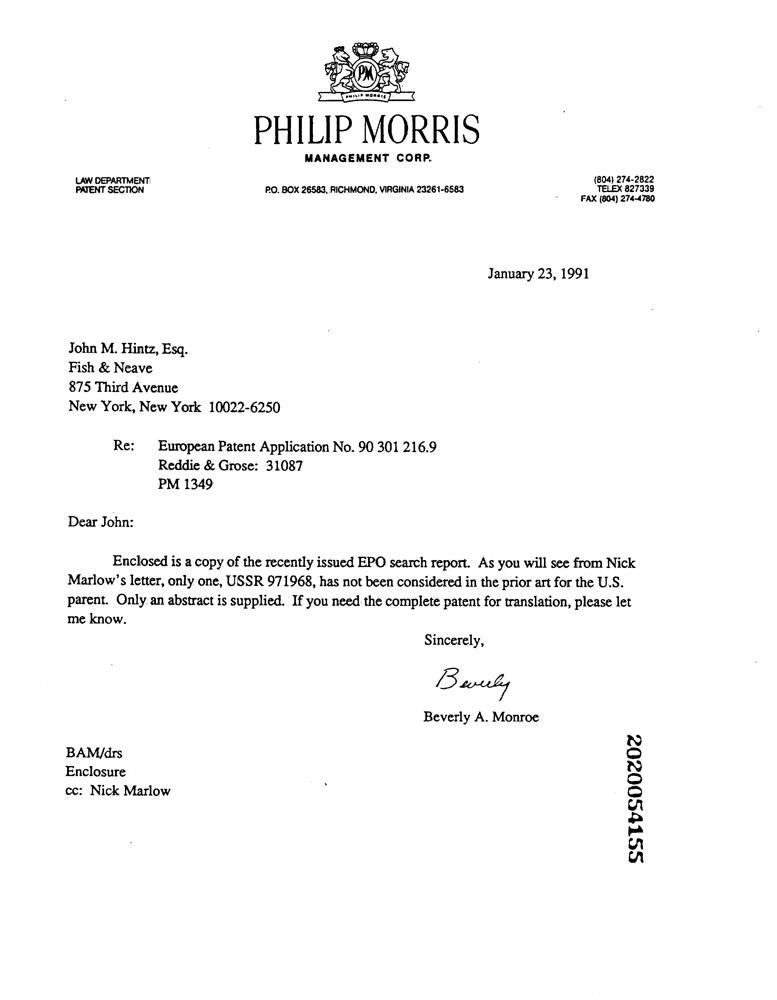 PM
PHILIP MORRIS
PHILIP MORRIS
MANAGEMENT CORP.
LAW DEPARTMENT
PATENT SECTION
P.O. BOX 26583, RICHMOND, VIRGINIA 23261-6583
(804) 274-2822
TELEX 827339
FAX (804) 274-4780
January 23, 1991
John M. Hintz, Esq.
Fish & Neave
875 Third Avenue
New York, New York 10022-6250
Re: European Patent Application No. 90 301 216.9
Reddie & Grose: 31087
PM 1349
Dear John:
Enclosed is a copy of the recently issued EPO search report. As you will see from Nick
Marlow's letter, only one, USSR 971968, has not been considered in the prior art for the U.S.
parent. Only an abstract is supplied. If you need the complete patent for translation, please let
me know.
Sincerely,
Beverly
Beverly A. Monroe
BAM/drs
Enclosure
cc: Nick Marlow
2020054155